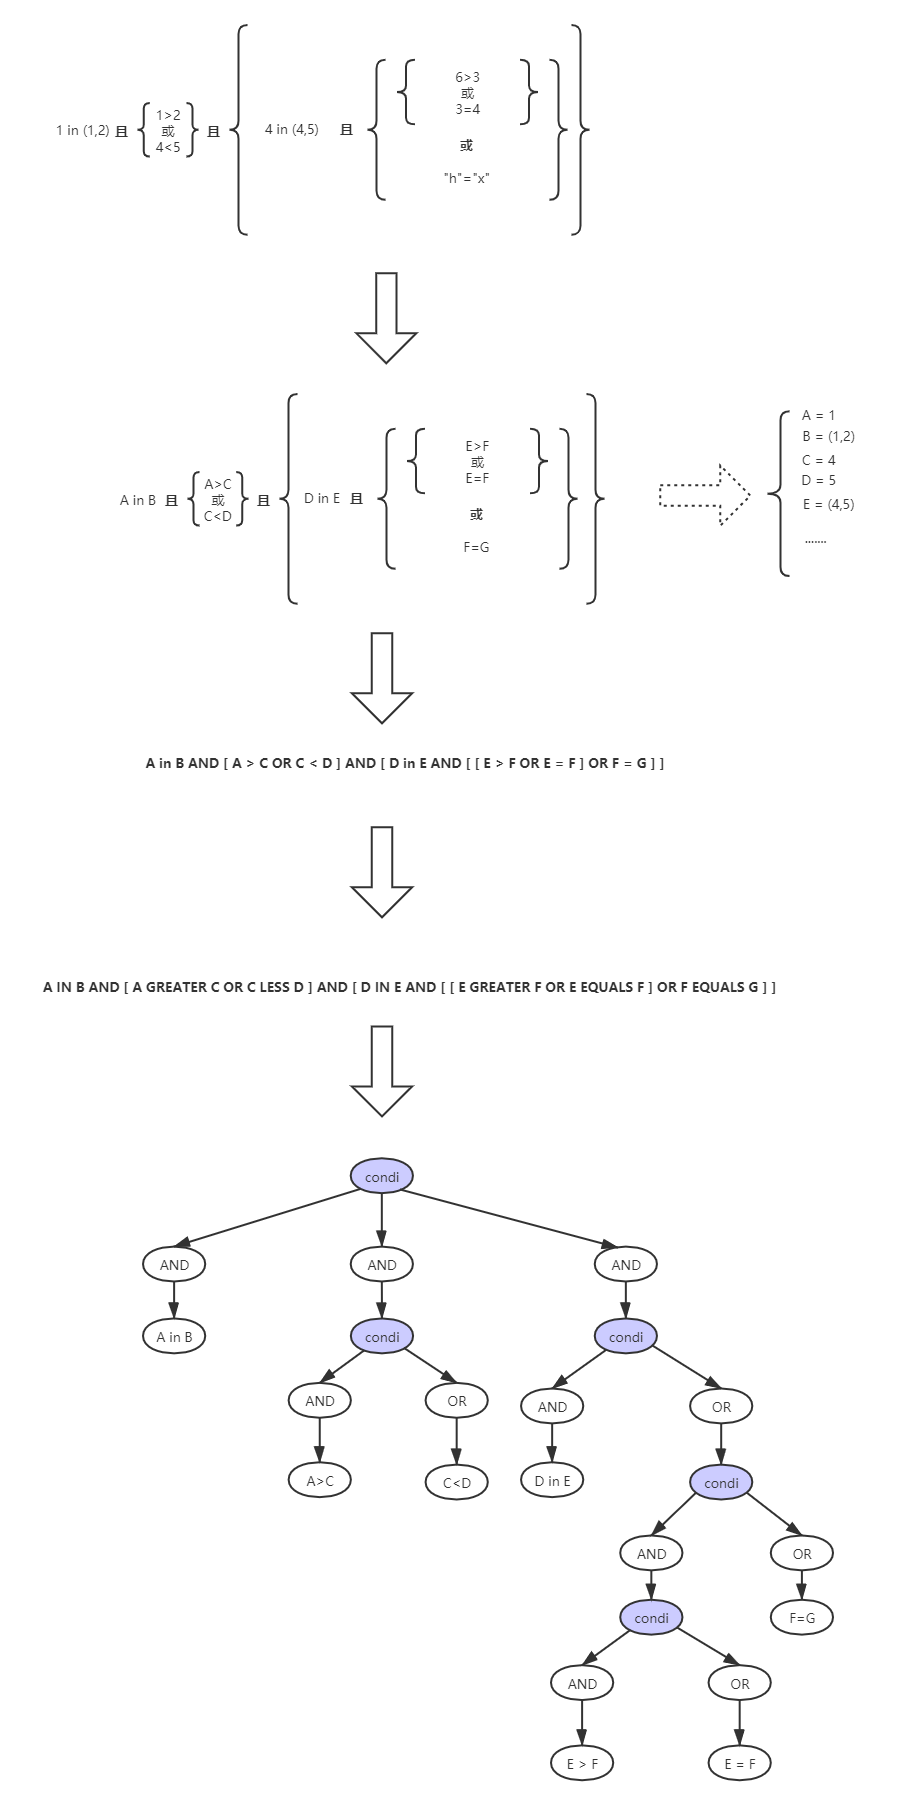 6>3
或
3=4
1 in (1,2) 且
1>2
或
4<5
且
4 in (4,5) 且
或
"h"="x"
A = 1
B = (1,2)
C = 4
D = 5
E = (4,5)
.......
E>F
或
E=F
A in B 且
A>C
或
C<D
且
D in E 且
或
F=G
A in B AND [ A > C OR C < D ] AND [ D in E AND [ [ E > F OR E = F ] OR F = G ] ]
A IN B AND [ A GREATER C OR C LESS D ] AND [ D IN E AND [ [ E GREATER F OR E EQUALS F ] OR F EQUALS G ] ]
condi
AND AND AND
A in B condi condi
AND OR AND OR
A>C C<D D in E condi
AND OR
condi F=G
AND OR
E > F E = F